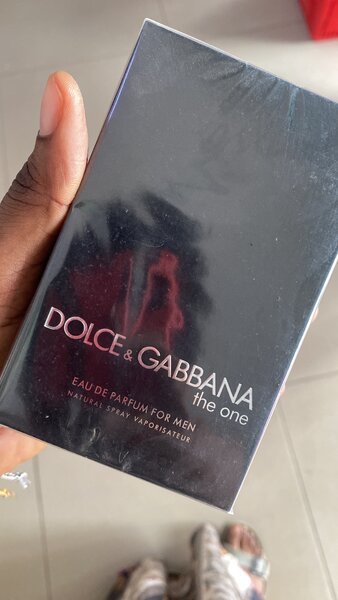 DOLCE & GABBANA
the one
EAU DE PARFUM FOR MEN
NATURAL SPRAY VAPORISATEUR